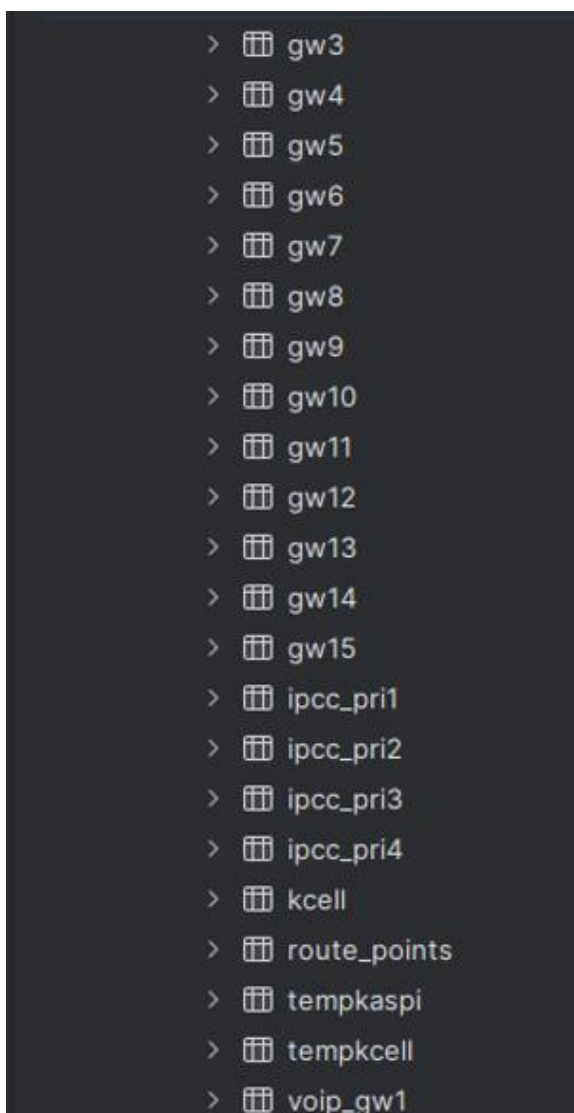 gw3
gw4
gw5
gw6
gw7
gw8
gw9
gw10
gw11
gw12
gw13
gw14
gw15
ipcc_pri1
ipcc_pri2
ipcc_pri3
ipcc_pri4
kcell
route_points
tempkaspi
tempkcell
voip_gw1